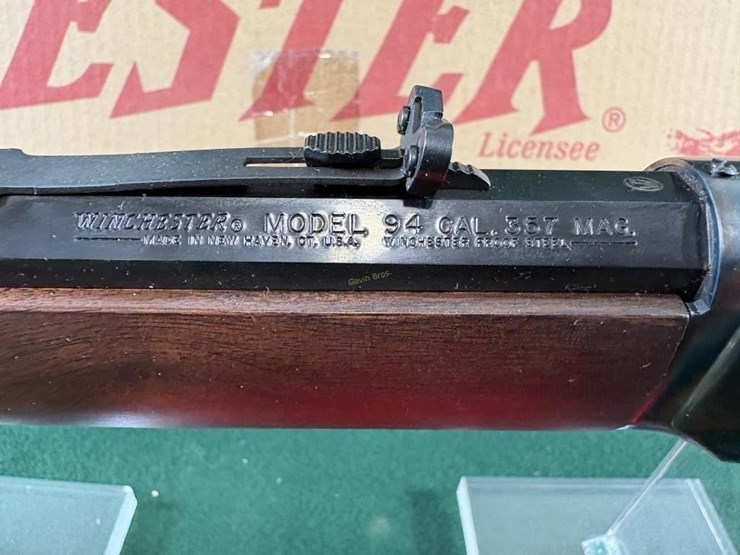 ESTER®
Licensee
WINCHESTER® MODEL 94 CAL. 357 MAG.
MADE IN NEW HAVEN, CT, U.S.A. WINCHESTER PROOF STEEL
Gavin Bros.